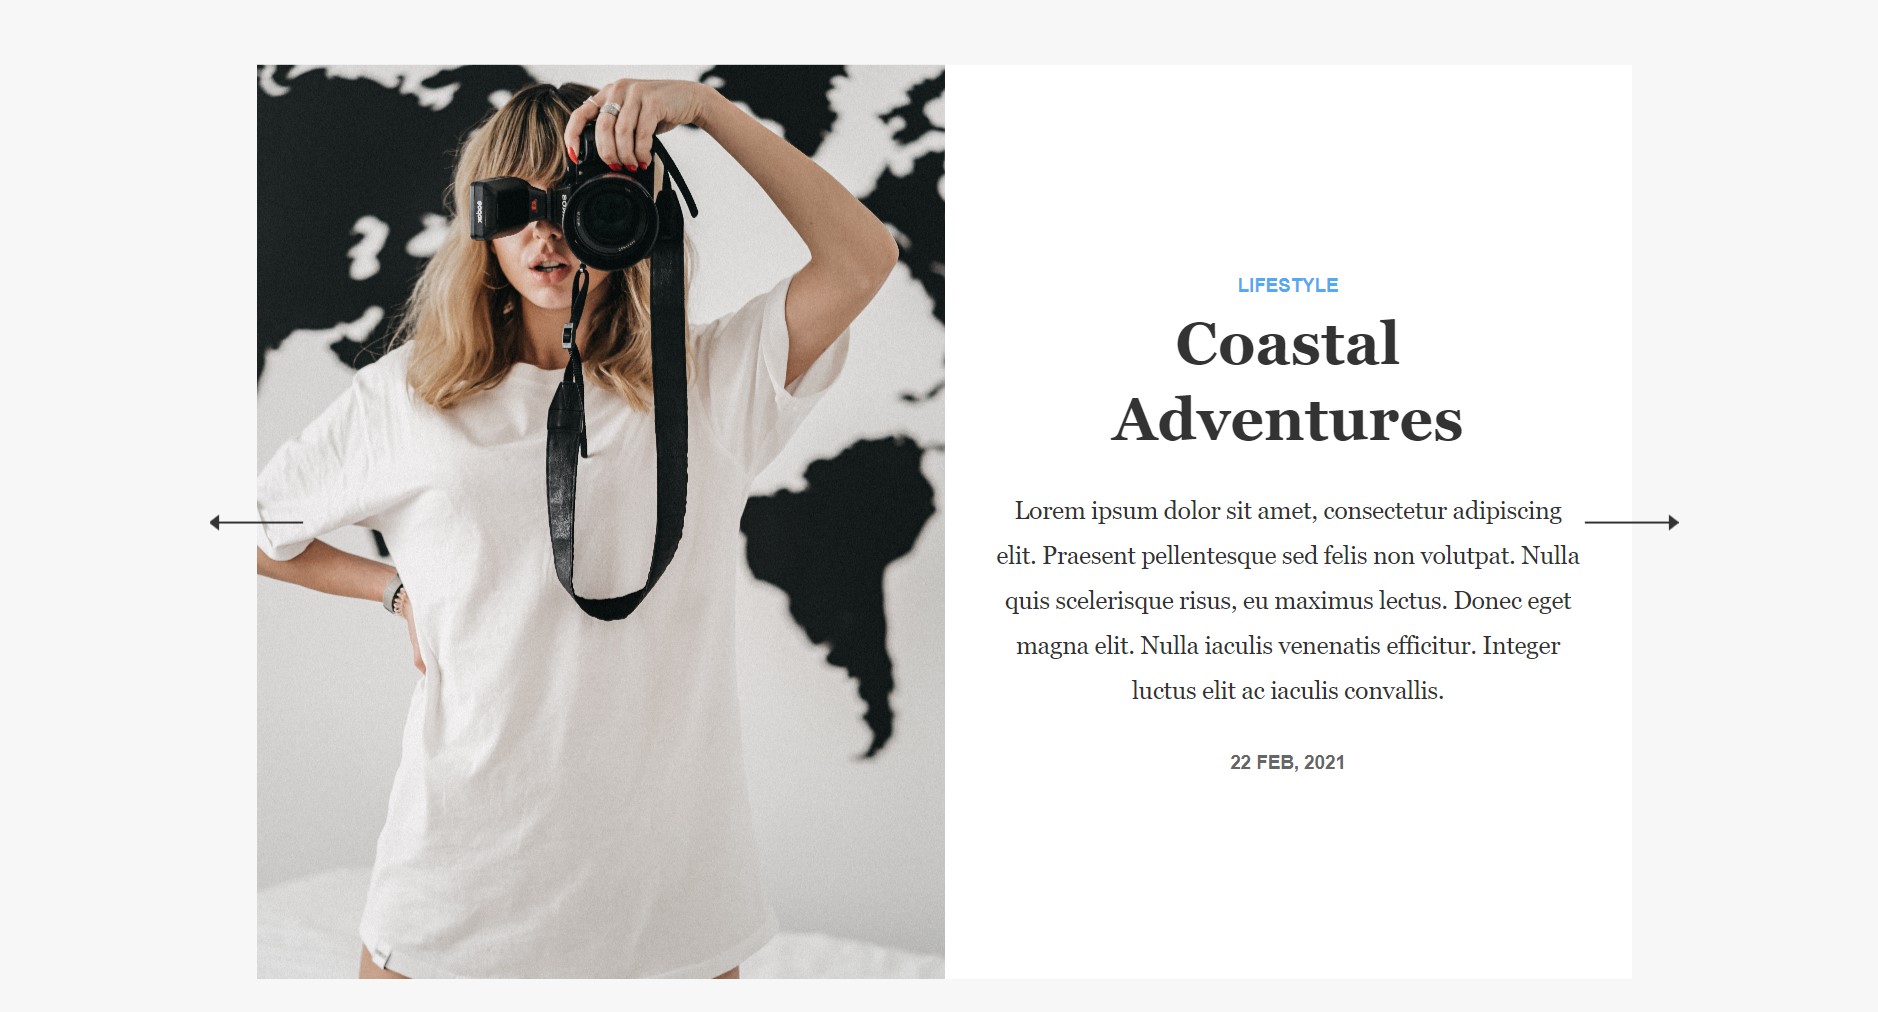 LIFESTYLE
Coastal
Adventures
Lorem ipsum dolor sit amet, consectetur adipiscing
elit. Praesent pellentesque sed felis non volutpat. Nulla
quis scelerisque risus, eu maximus lectus. Donec eget
magna elit. Nulla iaculis venenatis efficitur. Integer
luctus elit ac iaculis convallis.
22 FEB, 2021